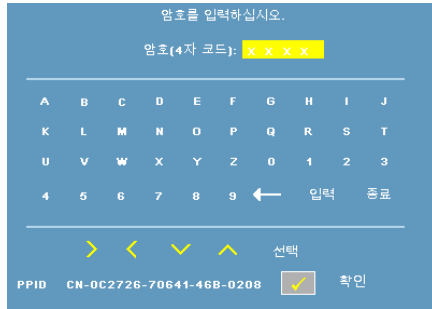 암호를 입력하십시오.
암호(4자 코드): x x x x
A B C D E F G H I J
K L M N O P Q R S T
U V W X Y Z 0 1 2 3
4 5 6 7 8 9 ← 입력 종료
> < ∨ ∧ 선택
PPID CN-0C2726-70641-46B-0208 ✓ 확인